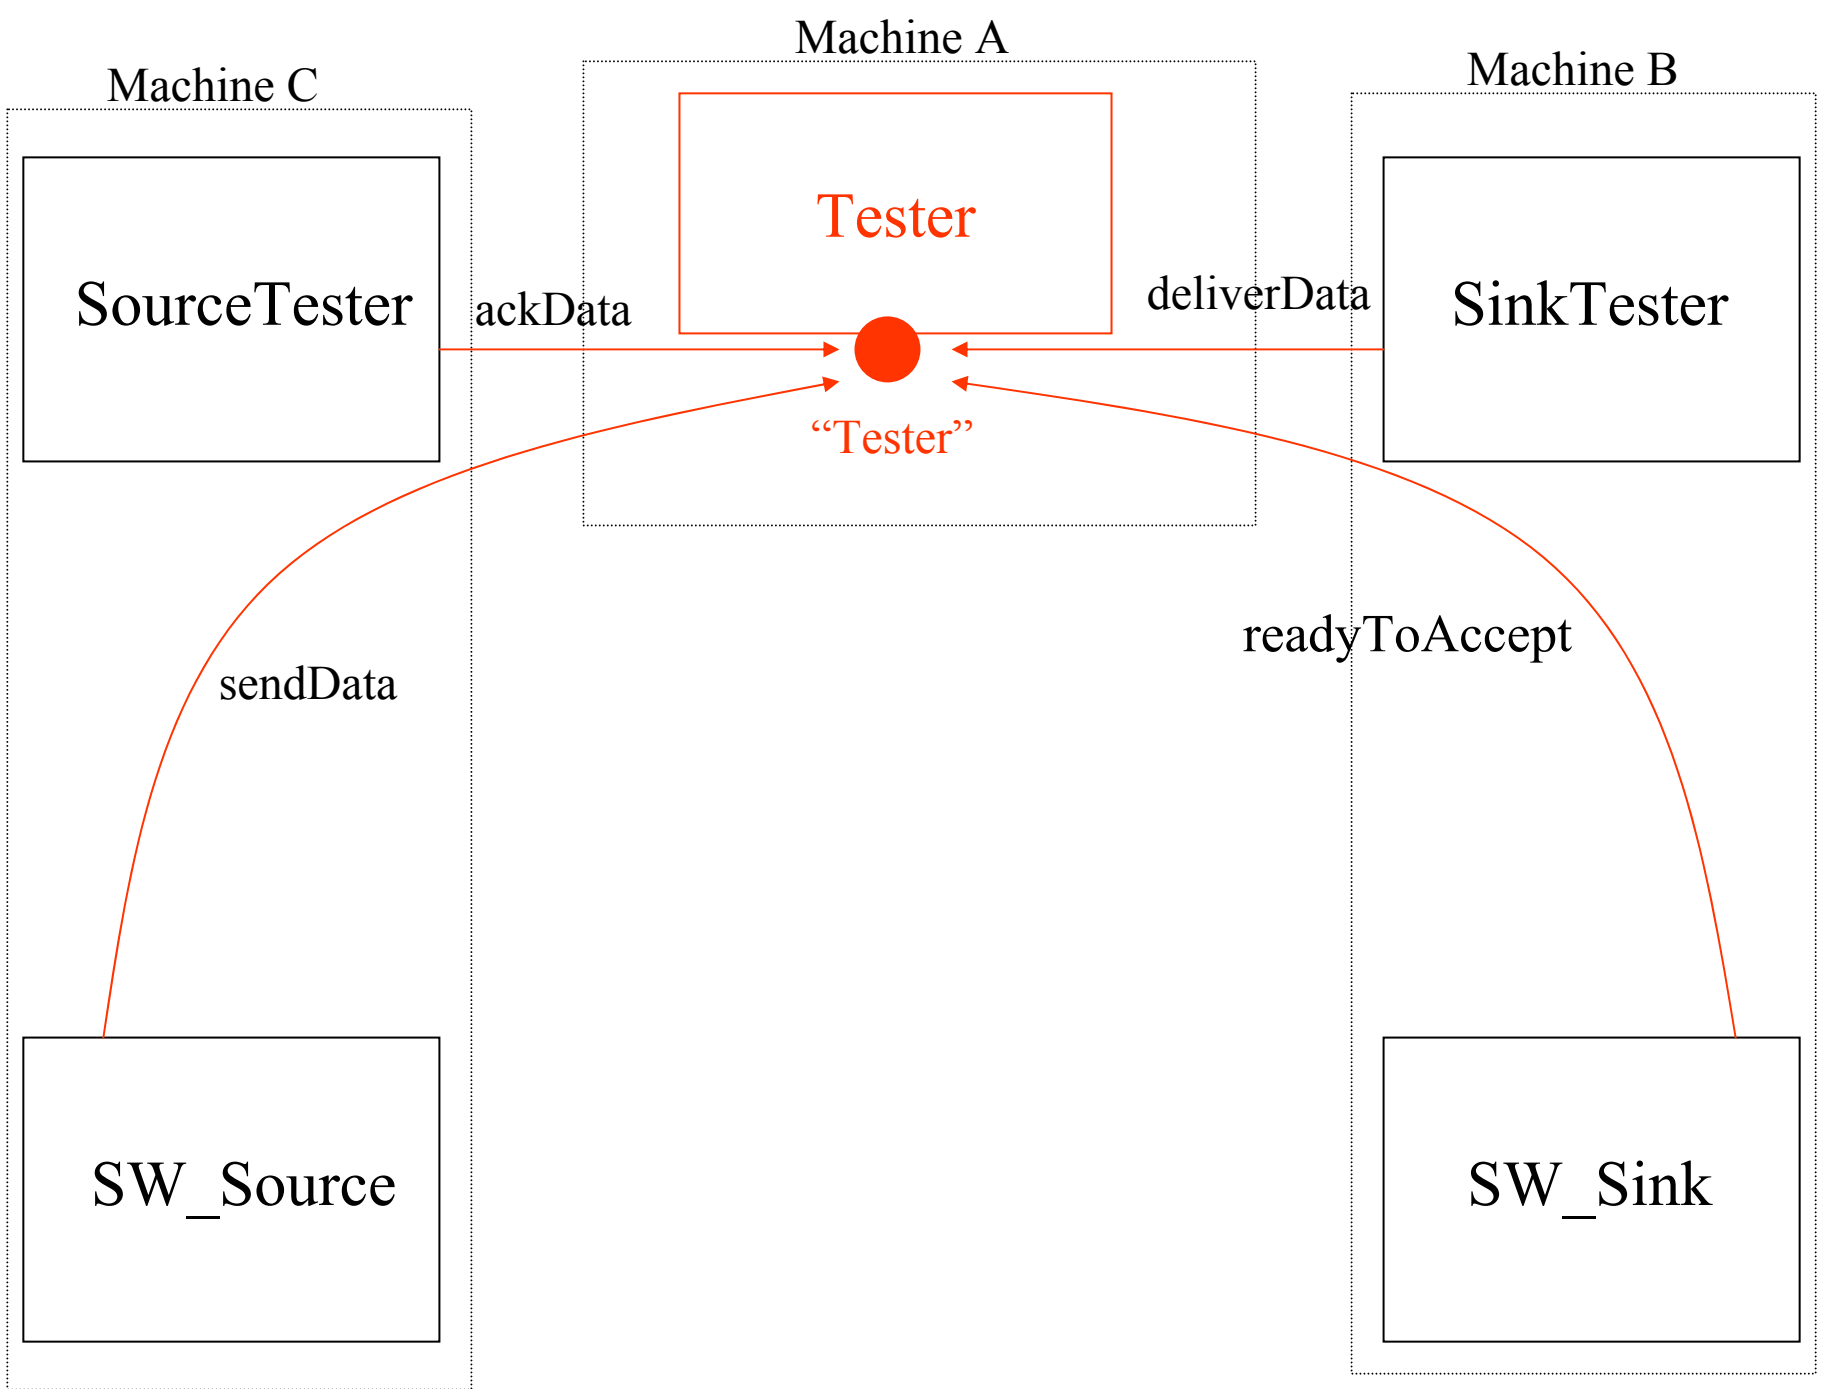 Machine A
Machine C
Machine B
Tester
SourceTester
ackData
deliverData
SinkTester
“Tester”
sendData
readyToAccept
SW_Source
SW_Sink